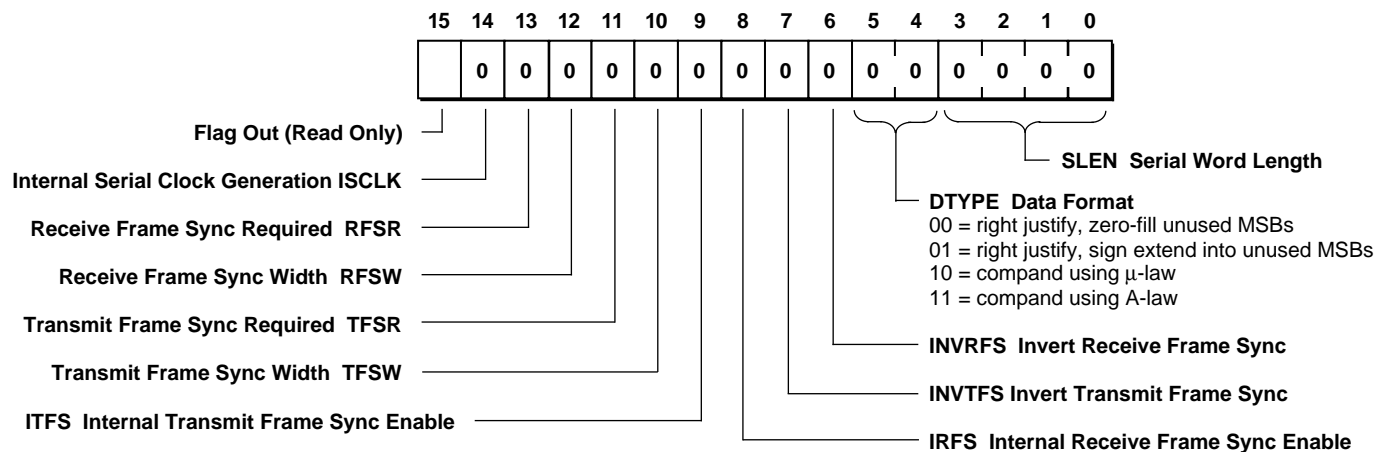 15 14 13 12 11 10 9 8 7 6 5 4 3 2 1 0
0 0 0 0 0 0 0 0 0 0 0 0 0 0 0
Flag Out (Read Only)
Internal Serial Clock Generation ISCLK
Receive Frame Sync Required RFSR
Receive Frame Sync Width RFSW
Transmit Frame Sync Required TFSR
Transmit Frame Sync Width TFSW
ITFS Internal Transmit Frame Sync Enable
SLEN Serial Word Length
DTYPE Data Format
00 = right justify, zero-fill unused MSBs
01 = right justify, sign extend into unused MSBs
10 = compand using μ-law
11 = compand using A-law
INVRFS Invert Receive Frame Sync
INVTFS Invert Transmit Frame Sync
IRFS Internal Receive Frame Sync Enable